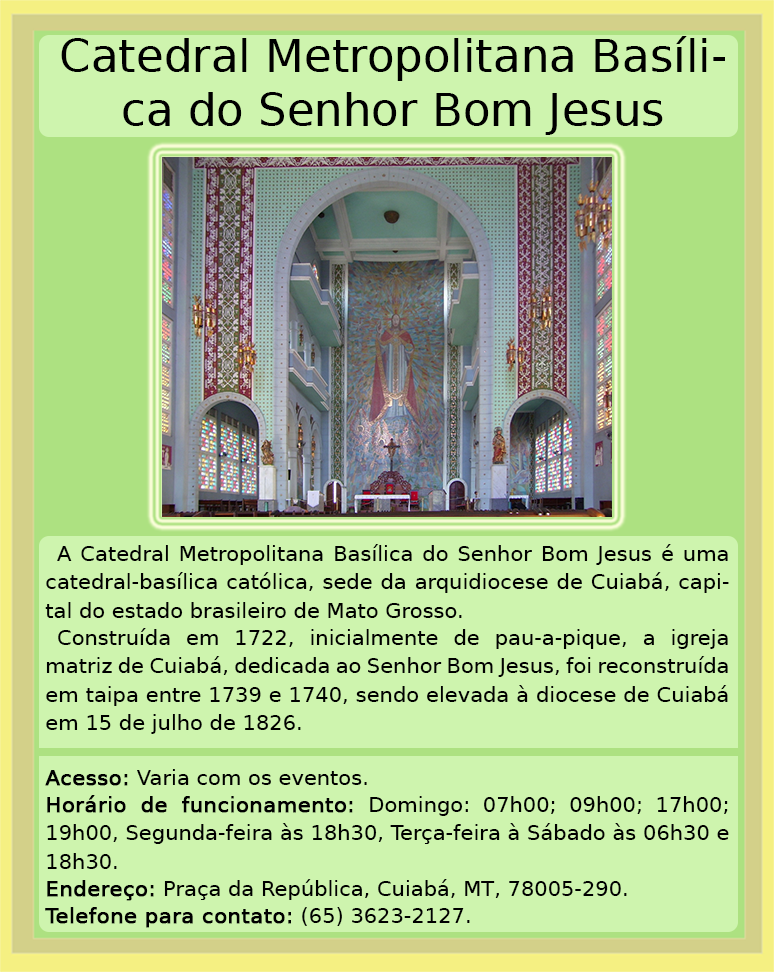 Catedral Metropolitana Basíli-
ca do Senhor Bom Jesus
A Catedral Metropolitana Basílica do Senhor Bom Jesus é uma
catedral-basílica católica, sede da arquidiocese de Cuiabá, capi-
tal do estado brasileiro de Mato Grosso.
Construída em 1722, inicialmente de pau-a-pique, a igreja
matriz de Cuiabá, dedicada ao Senhor Bom Jesus, foi reconstruída
em taipa entre 1739 e 1740, sendo elevada à diocese de Cuiabá
em 15 de julho de 1826.
Acesso: Varia com os eventos.
Horário de funcionamento: Domingo: 07h00; 09h00; 17h00;
19h00, Segunda-feira às 18h30, Terça-feira à Sábado às 06h30 e
18h30.
Endereço: Praça da República, Cuiabá, MT, 78005-290.
Telefone para contato: (65) 3623-2127.